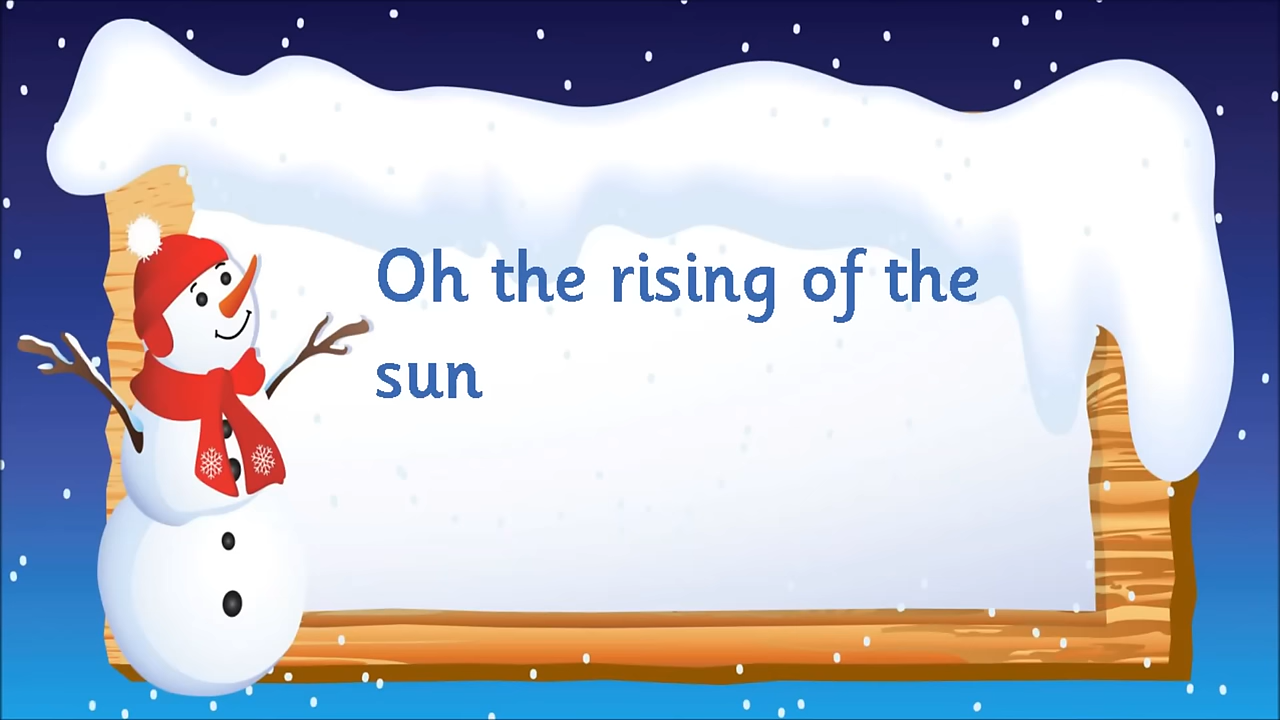 Oh the rising of the
sun